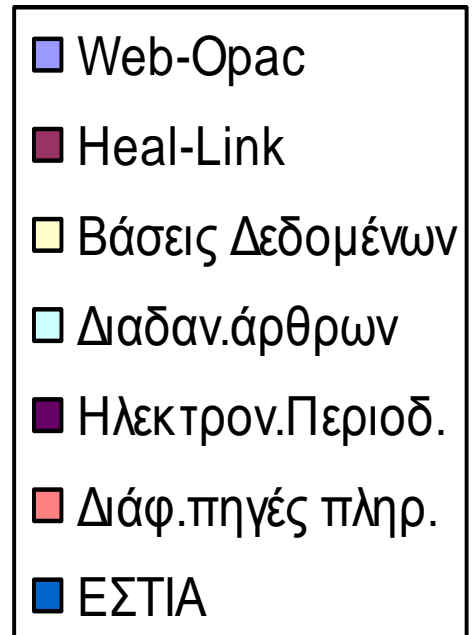 Web-Opac
Heal-Link
Βάσεις Δεδομένων
Διαδαν.άρθρων
Ηλεκτρον.Περιοδ.
Διάφ.πηγές πληρ.
ΕΣΤΙΑ